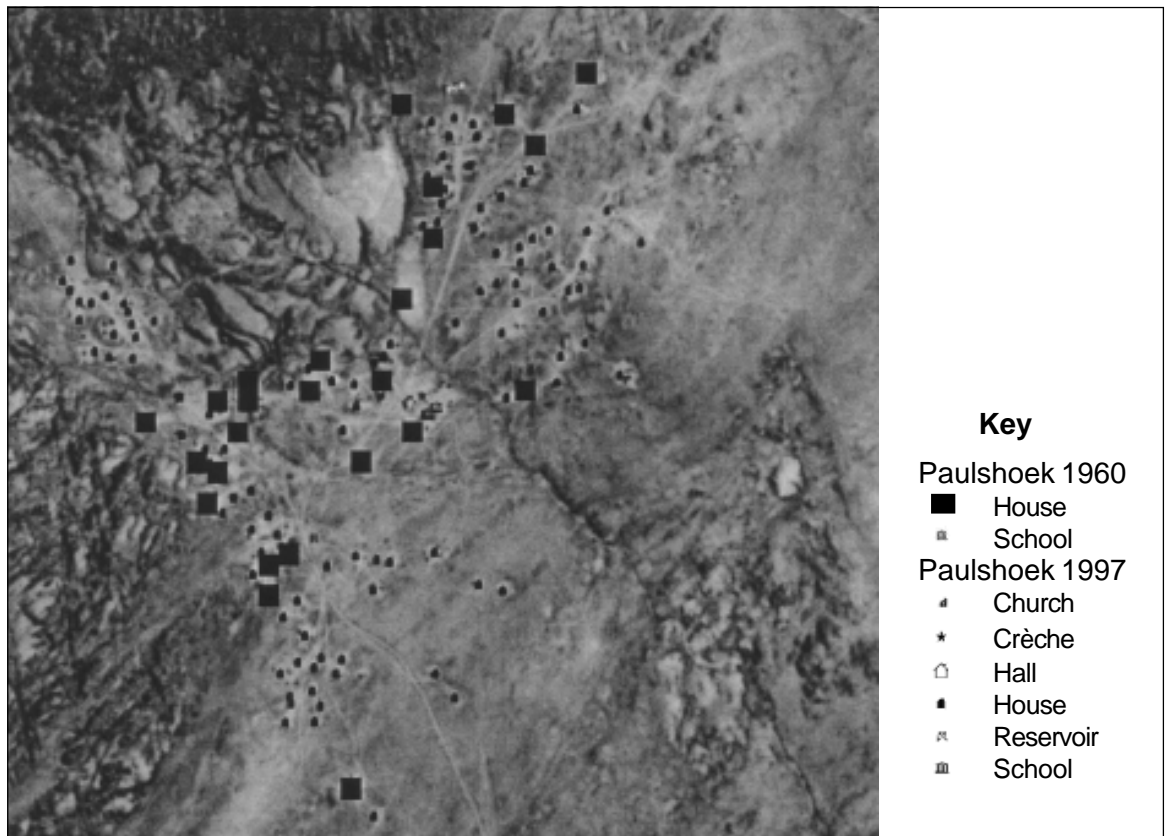 Key
Paulshoek 1960
House
School
Paulshoek 1997
Church
Crèche
Hall
House
Reservoir
School